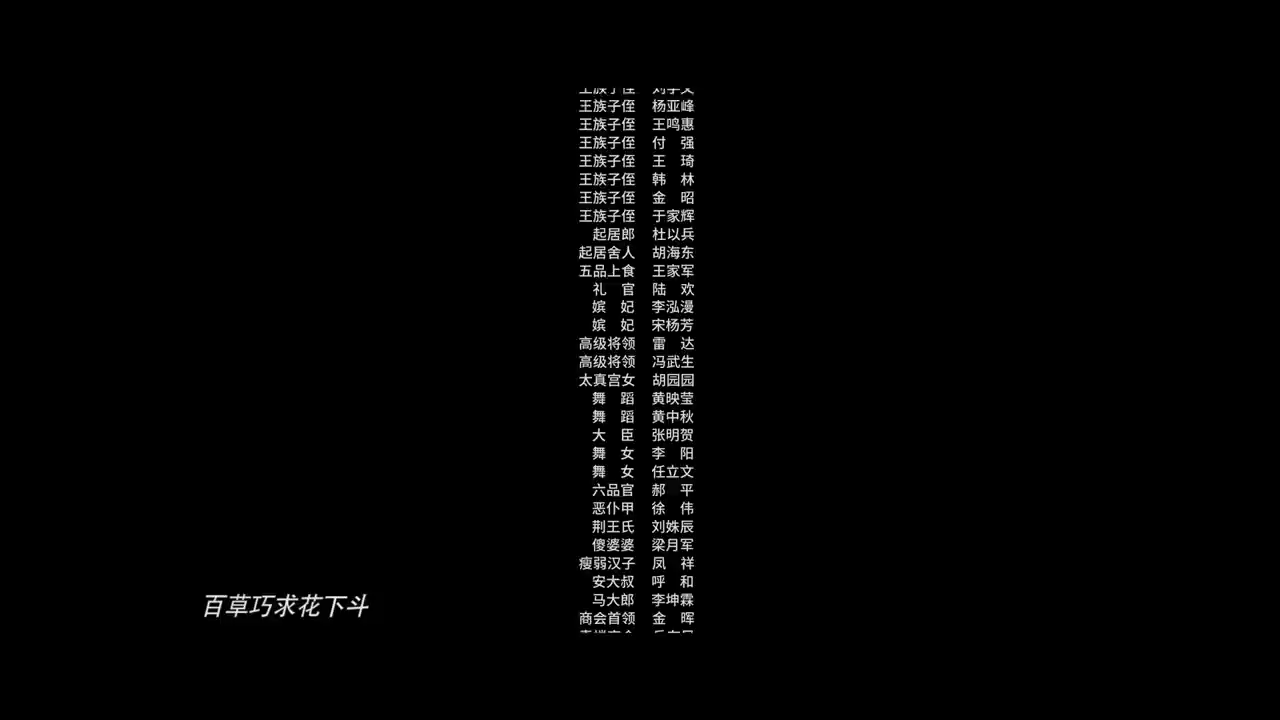 王族子侄 杨亚峰
王族子侄 王鸣惠
王族子侄 付 强
王族子侄 王 琦
王族子侄 韩 林
王族子侄 金 昭
王族子侄 于家辉
起居郎 杜以兵
起居舍人 胡海东
五品上食 王家军
礼 官 陆 欢
嫔 妃 李泓漫
嫔 妃 宋杨芳
高级将领 雷 达
高级将领 冯武生
太真宫女 胡园园
舞 蹈 黄映莹
舞 蹈 黄中秋
大 臣 张明贺
舞 女 李 阳
舞 女 任立文
六品官 郝 平
恶仆甲 徐 伟
荆王氏 刘姝辰
傻婆婆 梁月军
瘦弱汉子 凤 祥
安大叔 呼 和
马大郎 李坤霖
商会首领 金 晖
百草巧求花下斗